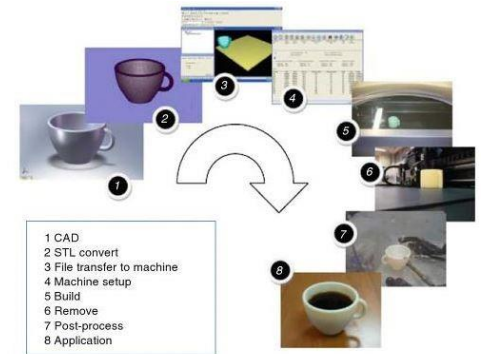 3
4
2
5
1
6
7
8
1 CAD
2 STL convert
3 File transfer to machine
4 Machine setup
5 Build
6 Remove
7 Post-process
8 Application